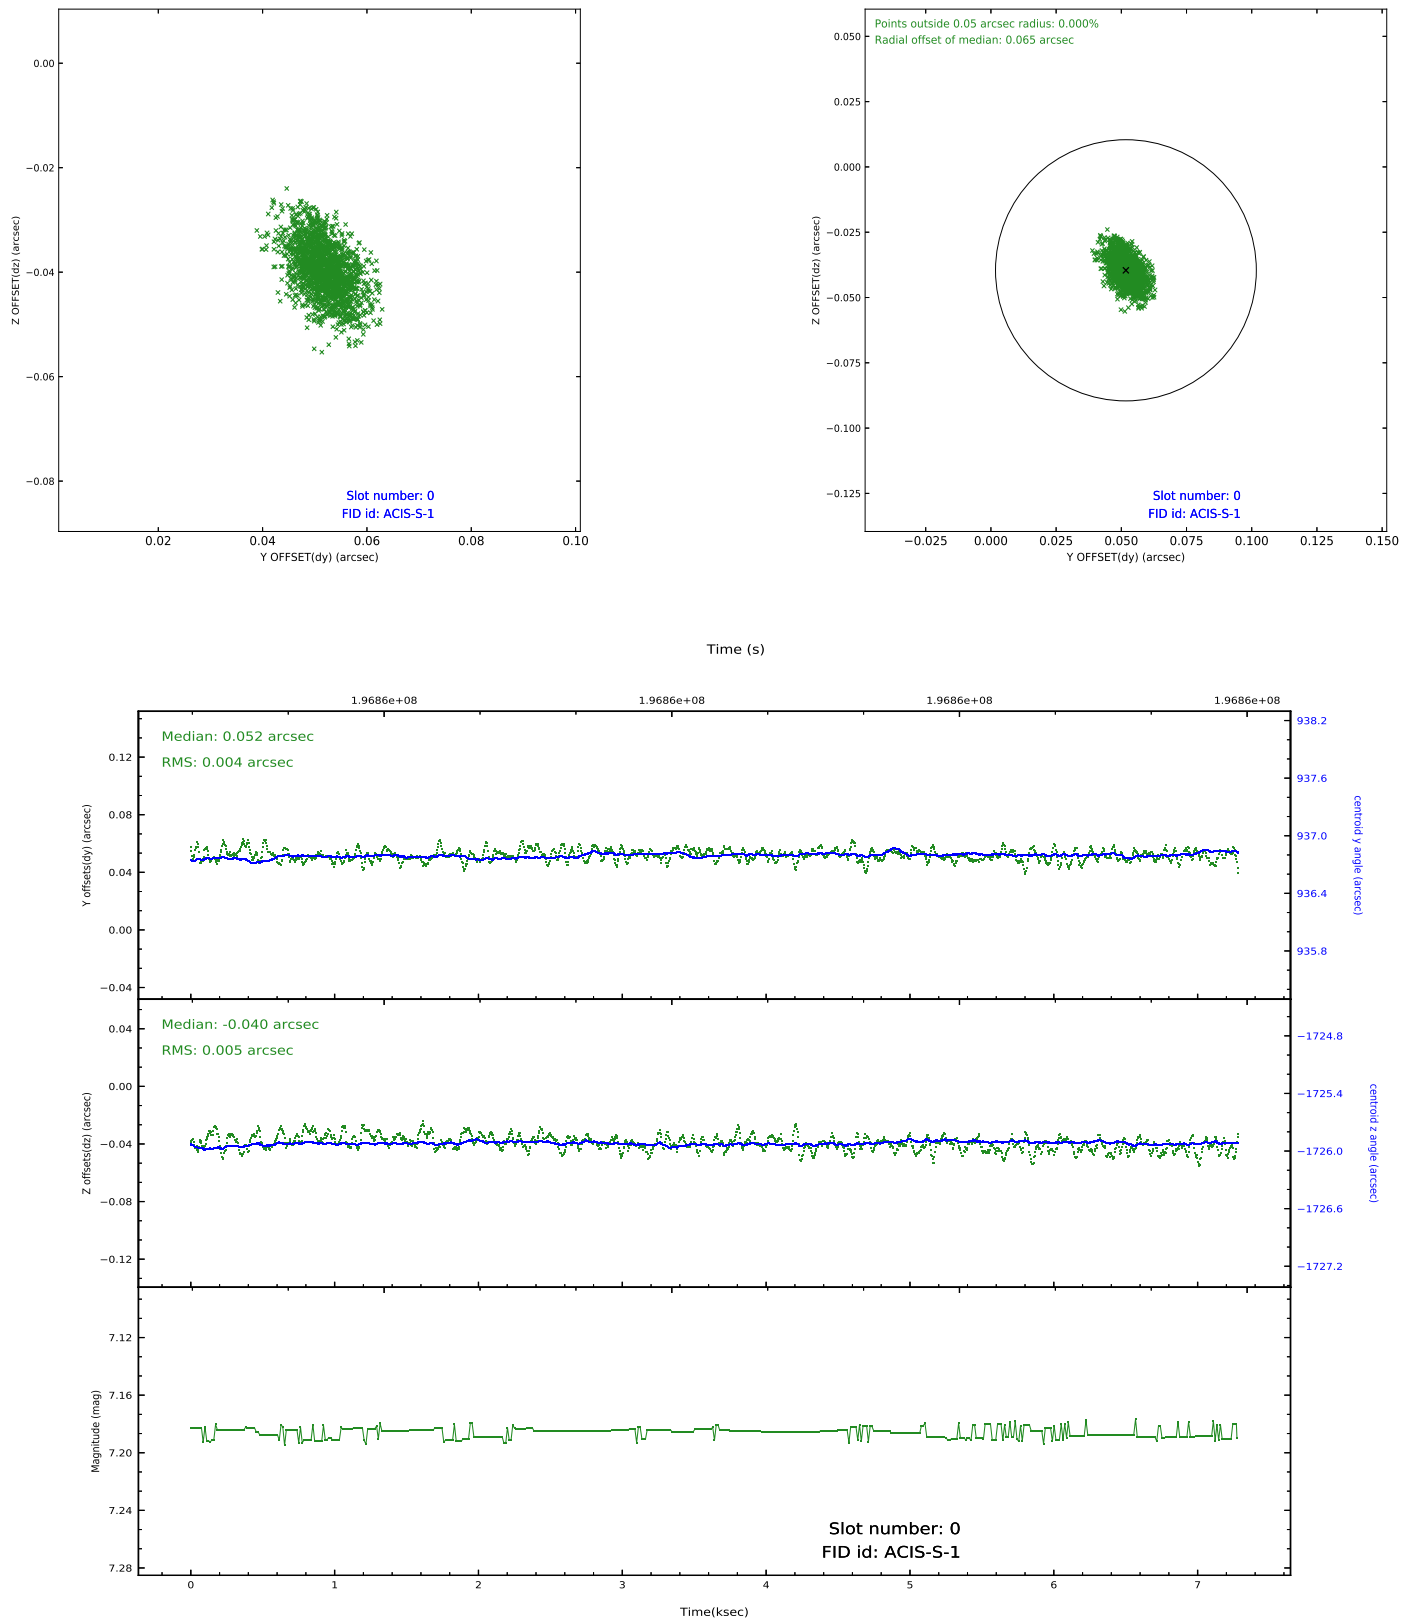 0.00
−0.02
−0.04
−0.06
−0.08
Z OFFSET(dz) (arcsec)
Slot number: 0
FID id: ACIS-S-1
0.02 0.04 0.06 0.08 0.10
Y OFFSET(dy) (arcsec)
Points outside 0.05 arcsec radius: 0.000%
Radial offset of median: 0.065 arcsec
0.050
0.025
0.000
−0.025
−0.050
−0.075
−0.100
−0.125
Z OFFSET(dz) (arcsec)
Slot number: 0
FID id: ACIS-S-1
−0.025 0.000 0.025 0.050 0.075 0.100 0.125 0.150
Y OFFSET(dy) (arcsec)
Time (s)
1.9686e+08 1.9686e+08 1.9686e+08 1.9686e+08
Median: 0.052 arcsec
RMS: 0.004 arcsec
0.12
0.08
0.04
0.00
−0.04
Y offsets(dy) (arcsec)
938.2
937.6
937.0
936.4
935.8
centroid y angle (arcsec)
Median: -0.040 arcsec
RMS: 0.005 arcsec
0.04
0.00
−0.04
−0.08
−0.12
Z offsets(dz) (arcsec)
−1724.8
−1725.4
−1726.0
−1726.6
−1727.2
centroid z angle (arcsec)
7.12
7.16
7.20
7.24
7.28
Magnitude (mag)
Slot number: 0
FID id: ACIS-S-1
0 1 2 3 4 5 6 7
Time(ksec)